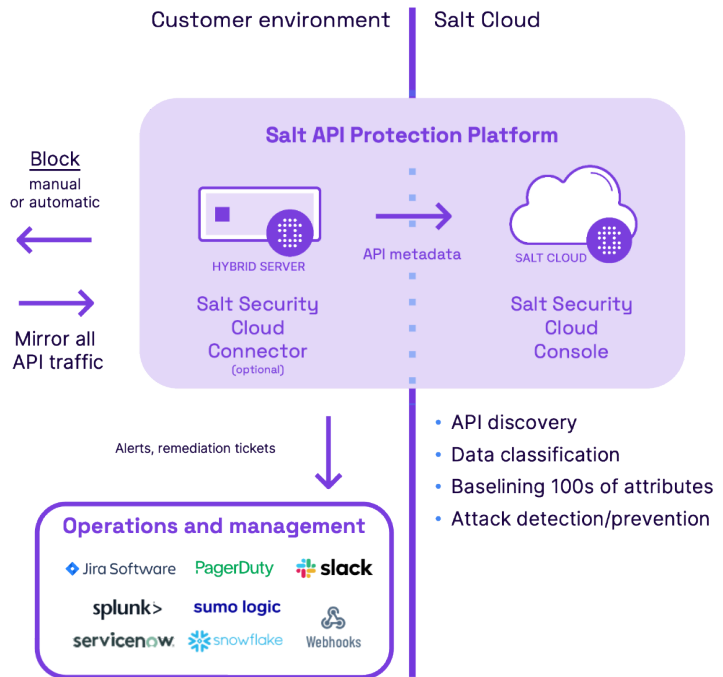 Customer environment
Salt Cloud
Salt API Protection Platform
Block
manual
or automatic
Mirror all
API traffic
HYBRID SERVER
Salt Security
Cloud
Connector
(optional)
API metadata
SALT CLOUD
Salt Security
Cloud
Console
Alerts, remediation tickets
• API discovery
• Data classification
• Baselining 100s of attributes
• Attack detection/prevention
Operations and management
Jira Software
PagerDuty
slack
splunk>
sumo logic
servicenow.
snowflake
Webhooks